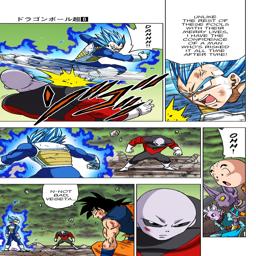 ドラゴンボール超 8
UNLIKE
THE REST OF
THESE FOOLS
WITH THEIR
MERRY LIVES,
I HAVE THE
CONFIDENCE
OF A MAN
WHO'S RISKED
IT ALL TIME
AFTER TIME!
DAHH!!
OHH!
N-NOT
BAD,
VEGETA...